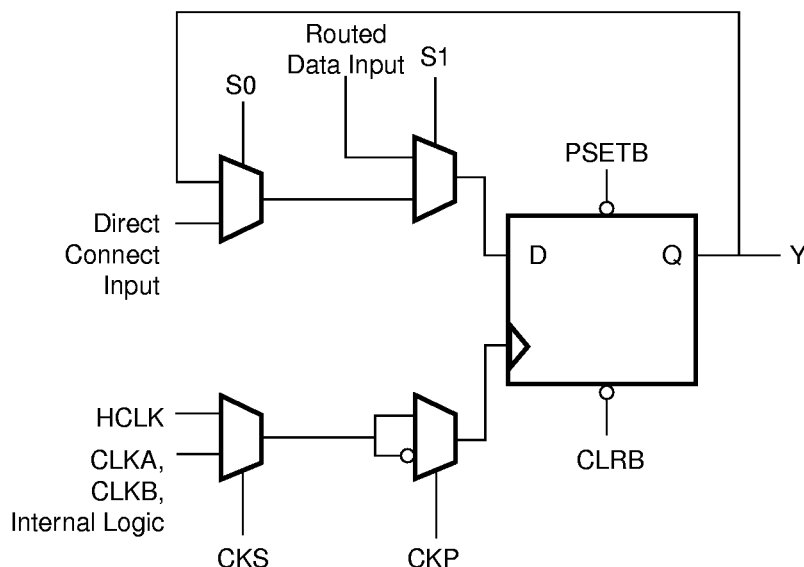 Routed
Data Input
S1
S0
PSETB
Direct
Connect
Input
D
Q
Y
HCLK
CLKA,
CLKB,
Internal Logic
CLRB
CKS
CKP